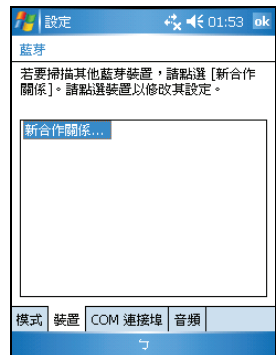 設定 01:53 ok
藍芽
若要掃描其他藍芽裝置，請點選 [新合作
關係]。請點選裝置以修改其設定。
新合作關係...
模式 裝置 COM 連接埠 音頻
ㄅ